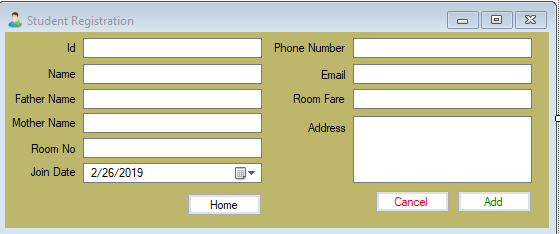 Student Registration
Id
Name
Father Name
Mother Name
Room No
Join Date 2/26/2019
Home
Phone Number
Email
Room Fare
Address
Cancel Add